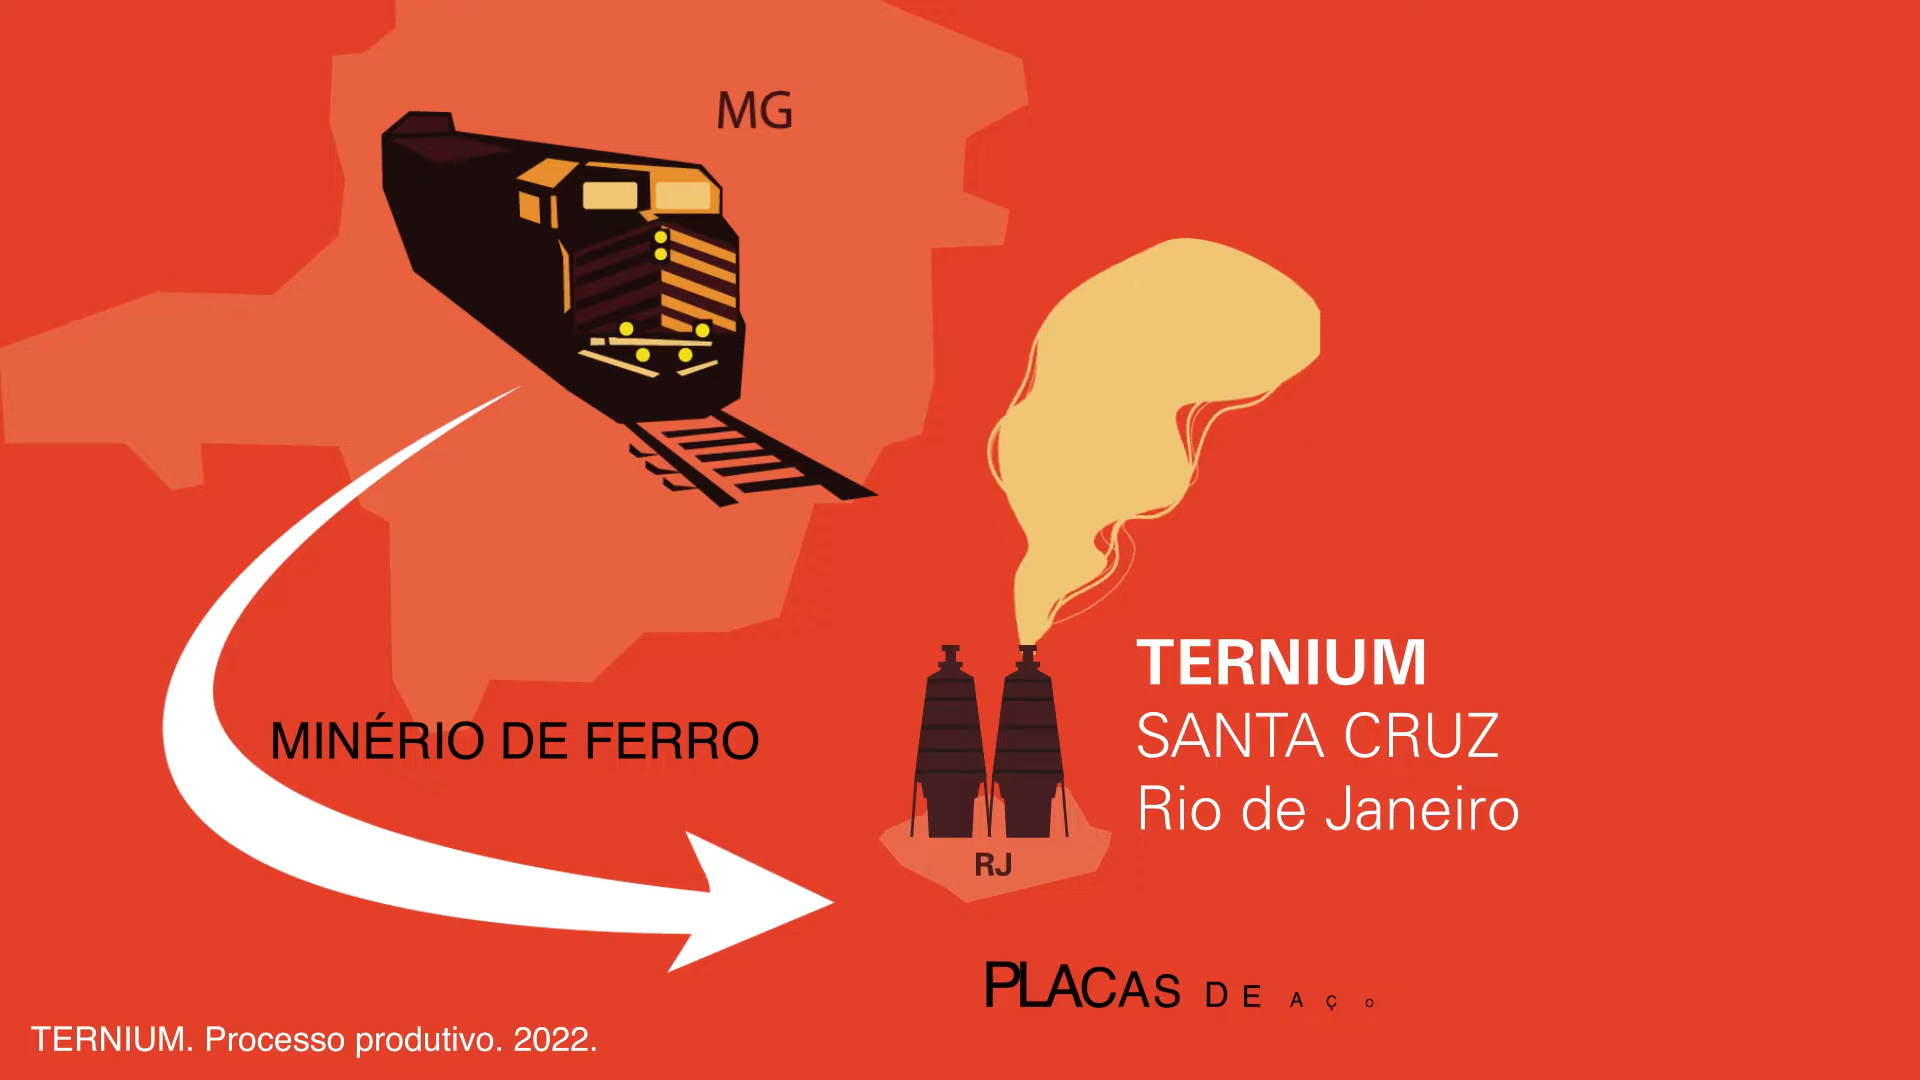 MG
MINÉRIO DE FERRO
TERNIUM
SANTA CRUZ
Rio de Janeiro
RJ
PLACAS DE AÇO
TERNIUM. Processo produtivo. 2022.